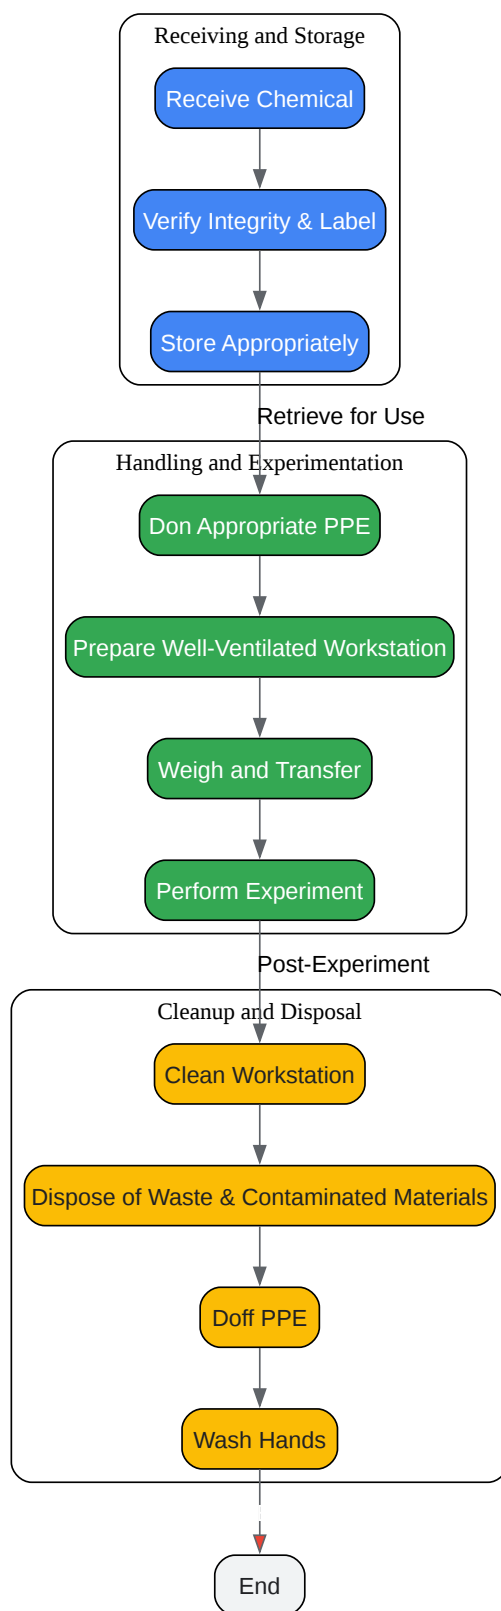 Receiving and Storage
Receive Chemical
Verify Integrity & Label
Store Appropriately
Retrieve for Use
Handling and Experimentation
Don Appropriate PPE
Prepare Well-Ventilated Workstation
Weigh and Transfer
Perform Experiment
Post-Experiment
Cleanup and Disposal
Clean Workstation
Dispose of Waste & Contaminated Materials
Doff PPE
Wash Hands
End